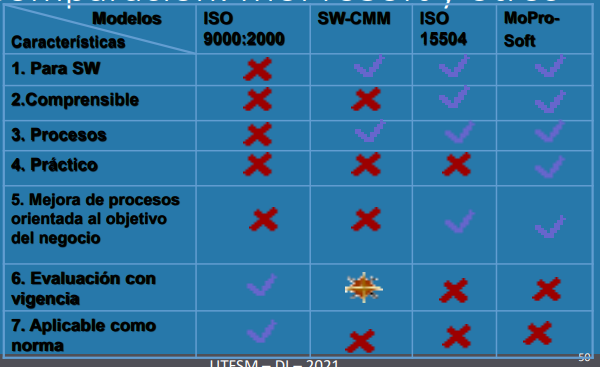 Modelos
Características
ISO
9000:2000
SW-CMM
ISO
15504
MoPro-
Soft
1. Para SW
2.Comprensible
3. Procesos
4. Práctico
5. Mejora de procesos
orientada al objetivo
del negocio
6. Evaluación con
vigencia
7. Aplicable como
norma
UTFSM – DI – 2021
50